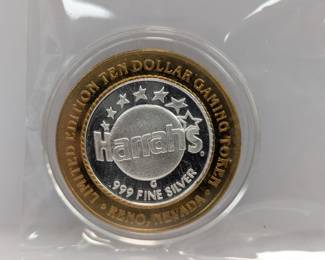 LIMITED EDITION TEN DOLLAR GAMING TOKEN
Harrah's®
G
.999 FINE SILVER
• RENO, NEVADA •